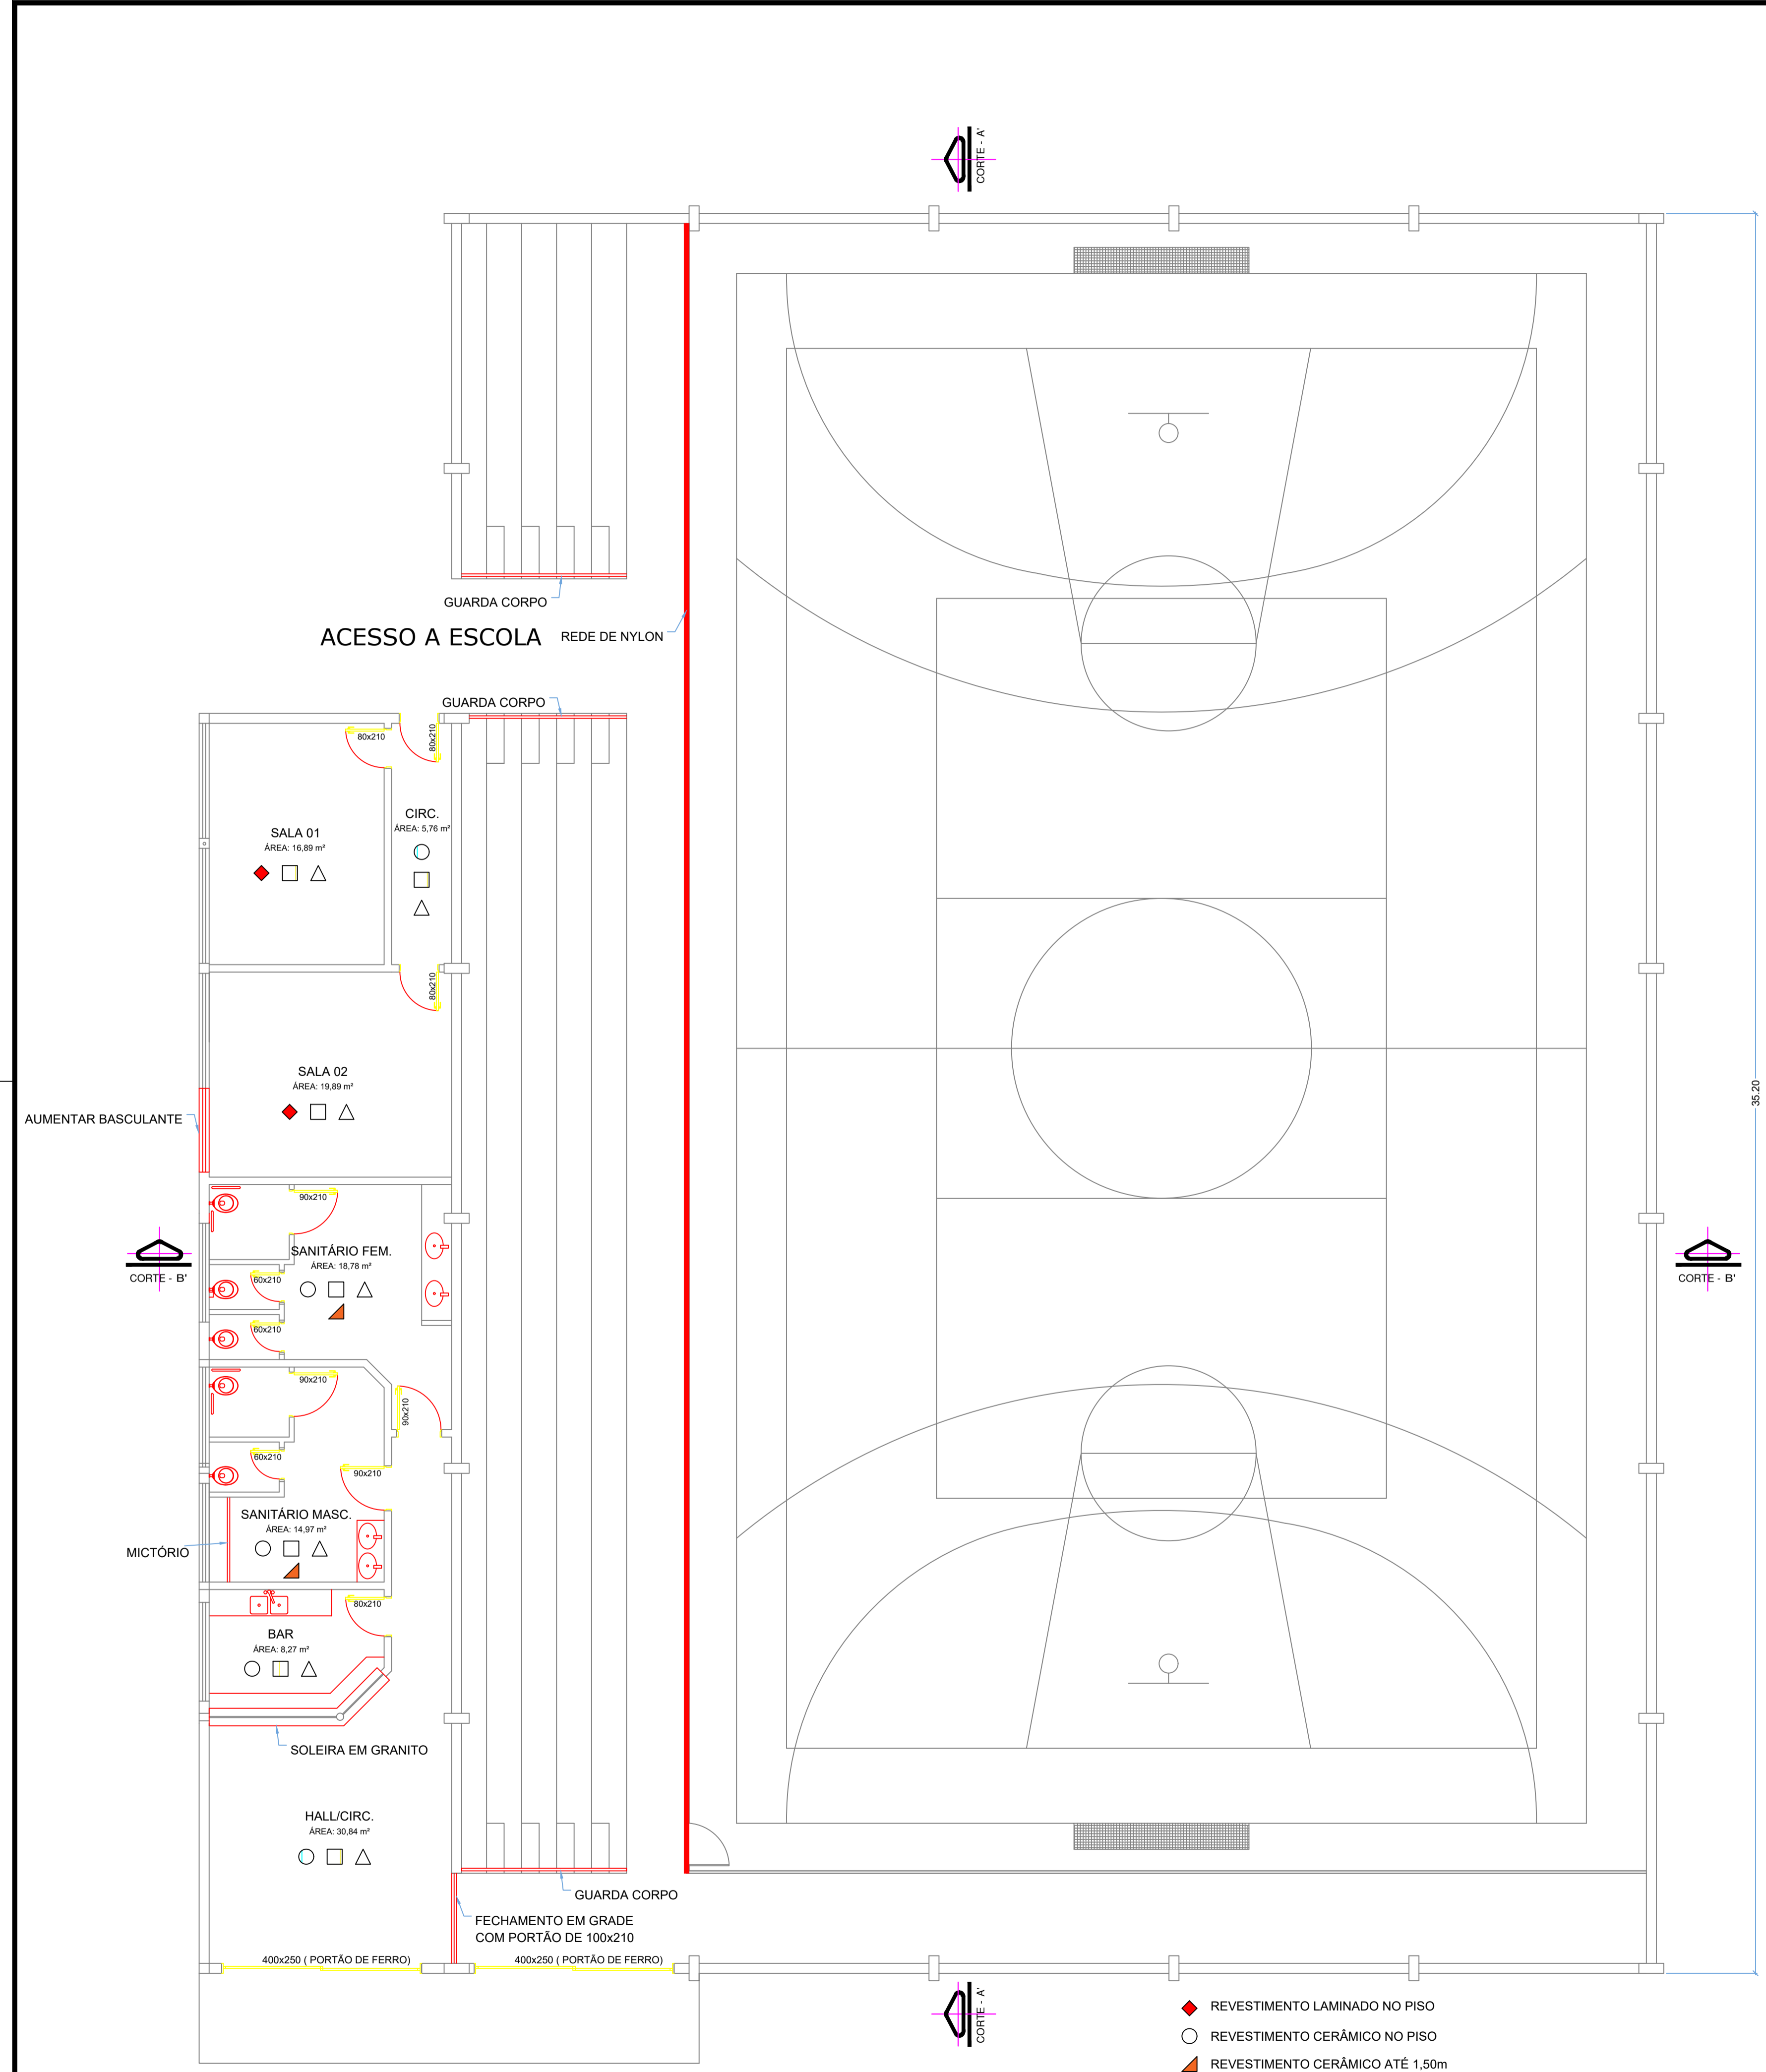 CORTE - A'
GUARDA CORPO
ACESSO A ESCOLA
REDE DE NYLON
GUARDA CORPO
80x210
80x210
CIRC.
ÁREA: 5,76 m²
SALA 01
ÁREA: 16,89 m²
80x210
SALA 02
ÁREA: 19,89 m²
35.20
AUMENTAR BASCULANTE
90x210
SANITÁRIO FEM.
ÁREA: 18,78 m²
CORTE - B'
CORTE - B'
60x210
60x210
90x210
90x210
60x210
90x210
SANITÁRIO MASC.
ÁREA: 14,97 m²
MICTÓRIO
80x210
BAR
ÁREA: 8,27 m²
SOLEIRA EM GRANITO
HALL/CIRC.
ÁREA: 30,84 m²
GUARDA CORPO
FECHAMENTO EM GRADE
COM PORTÃO DE 100x210
400x250 ( PORTÃO DE FERRO)
400x250 ( PORTÃO DE FERRO)
CORTE - A'
REVESTIMENTO LAMINADO NO PISO
REVESTIMENTO CERÂMICO NO PISO
REVESTIMENTO CERÂMICO ATÉ 1,50m